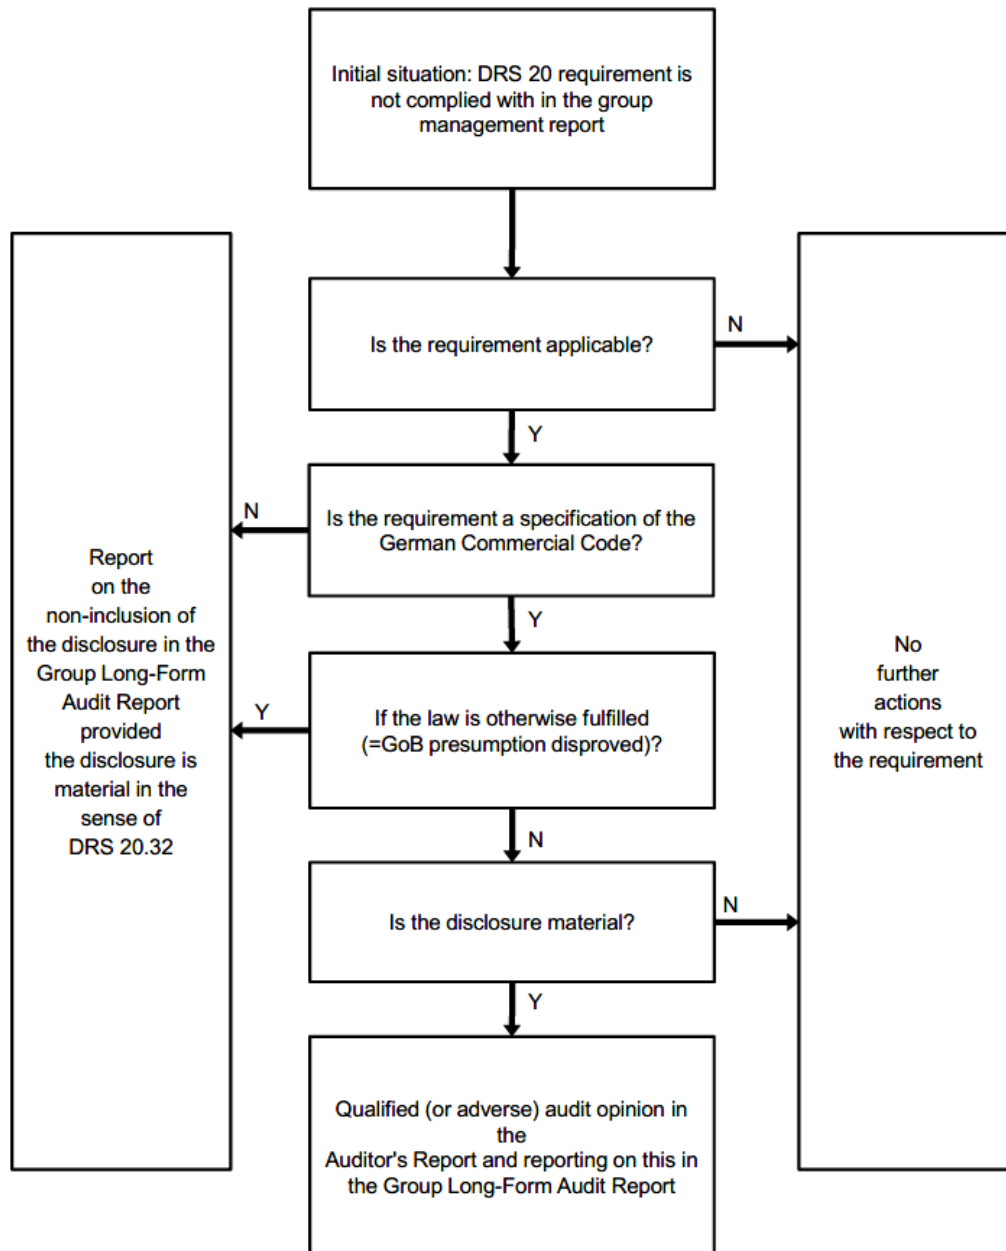 Initial situation: DRS 20 requirement is
not complied with in the group
management report
Is the requirement applicable?
N
Y
Is the requirement a specification of the
German Commercial Code?
N
Y
If the law is otherwise fulfilled
(=GoB presumption disproved)?
Y
N
Is the disclosure material?
N
Y
Qualified (or adverse) audit opinion in
the
Auditor's Report and reporting on this in
the Group Long-Form Audit Report
Report
on the
non-inclusion of
the disclosure in the
Group Long-Form
Audit Report
provided
the disclosure is
material in the
sense of
DRS 20.32
No
further
actions
with respect to
the requirement